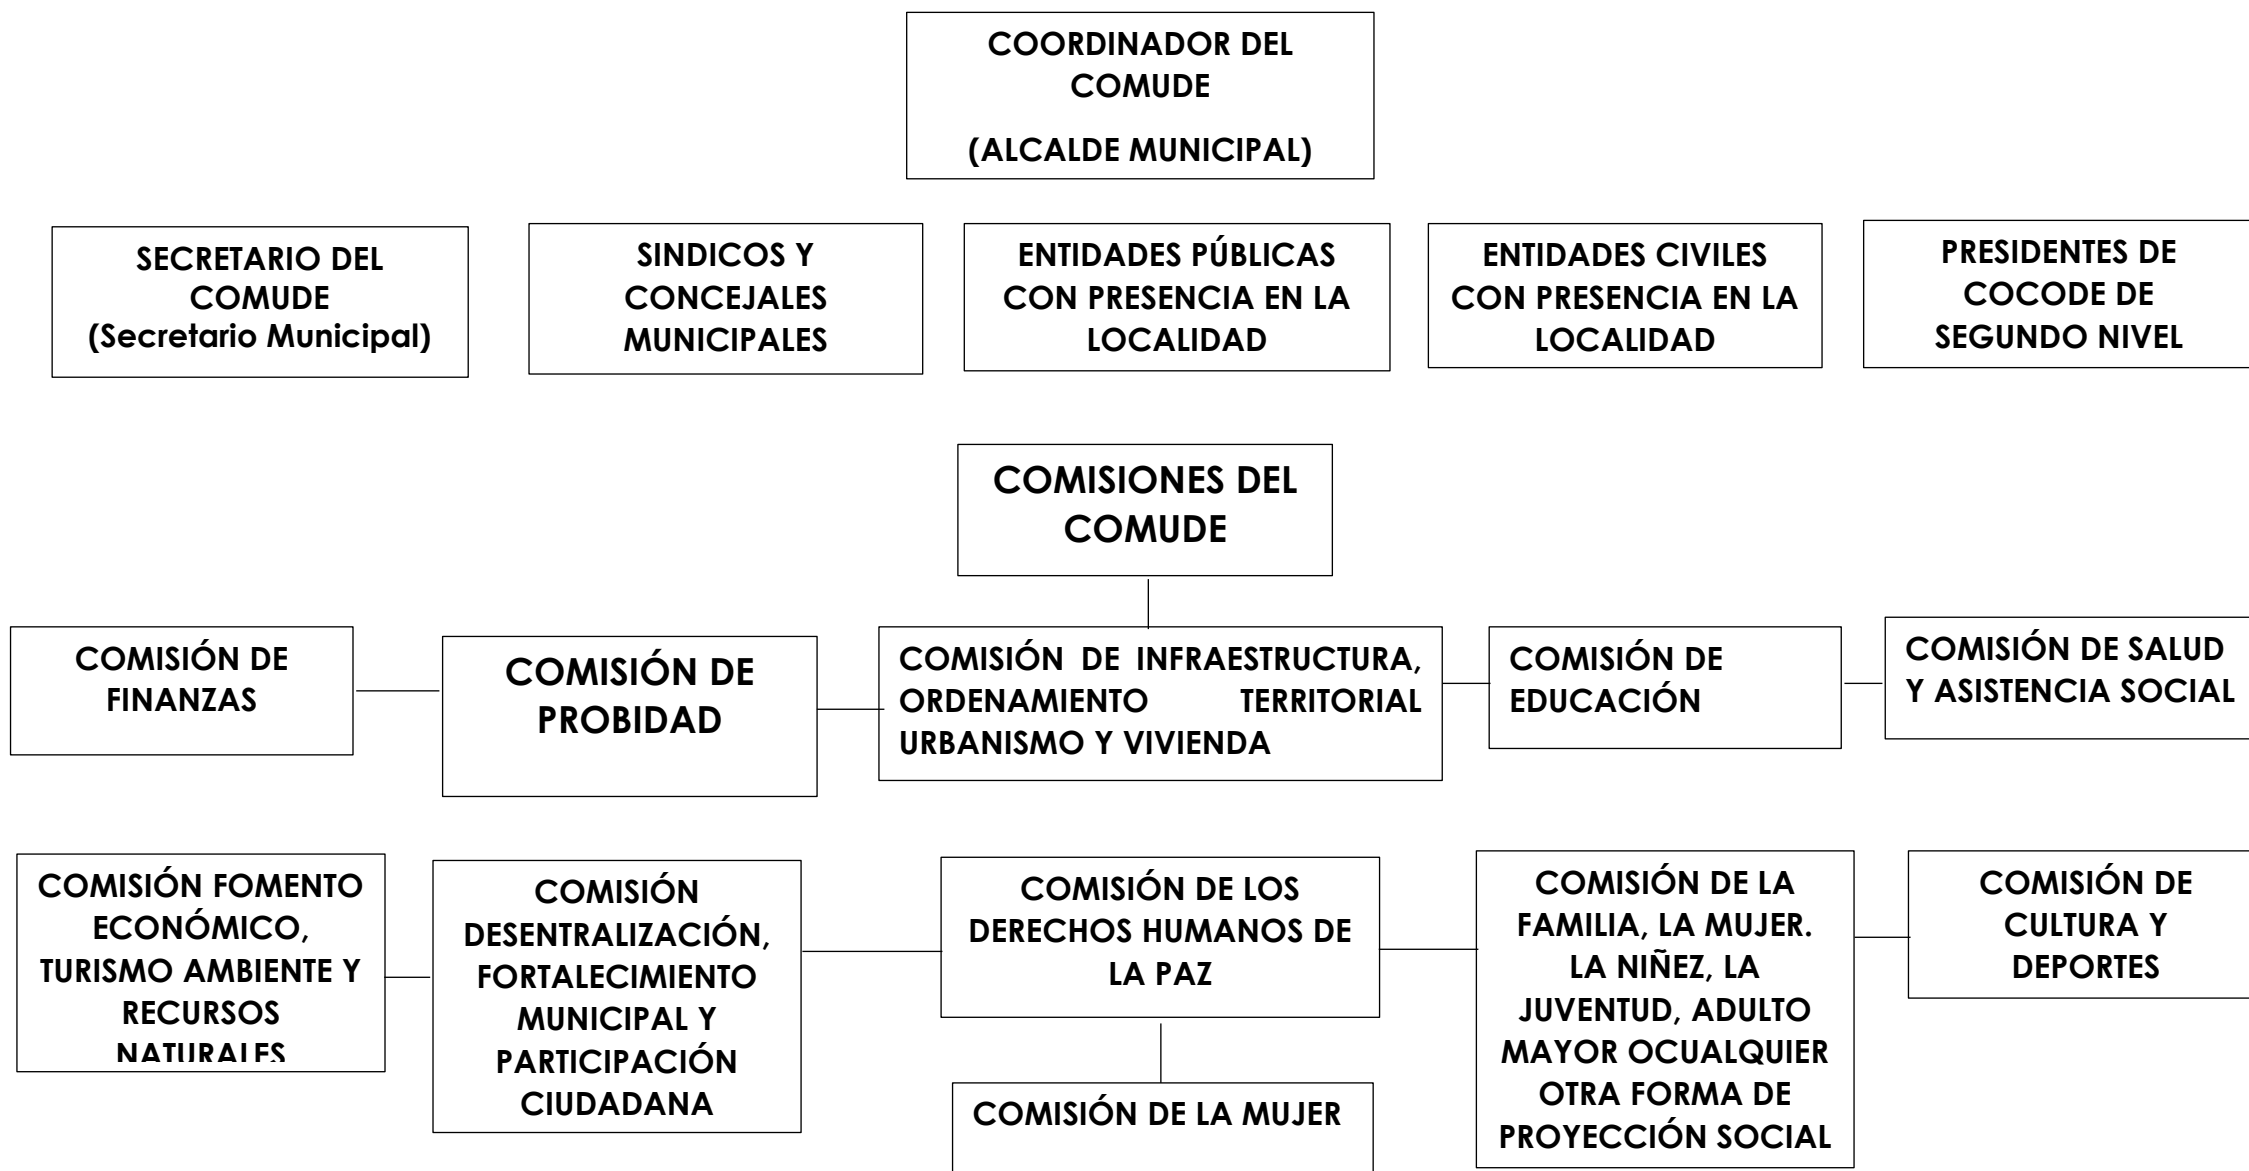 COORDINADOR DEL
COMUDE
(ALCALDE MUNICIPAL)
SECRETARIO DEL
COMUDE
(Secretario Municipal)
SINDICOS Y
CONCEJALES
MUNICIPALES
ENTIDADES PÚBLICAS
CON PRESENCIA EN LA
LOCALIDAD
ENTIDADES CIVILES
CON PRESENCIA EN LA
LOCALIDAD
PRESIDENTES DE
COCODE DE
SEGUNDO NIVEL
COMISIONES DEL
COMUDE
COMISIÓN DE
FINANZAS
COMISIÓN DE
PROBIDAD
COMISIÓN DE INFRAESTRUCTURA,
ORDENAMIENTO TERRITORIAL
URBANISMO Y VIVIENDA
COMISIÓN DE
EDUCACIÓN
COMISIÓN DE SALUD
Y ASISTENCIA SOCIAL
COMISIÓN FOMENTO
ECONÓMICO,
TURISMO AMBIENTE Y
RECURSOS
NATURALES
COMISIÓN
DESENTRALIZACIÓN,
FORTALECIMIENTO
MUNICIPAL Y
PARTICIPACIÓN
CIUDADANA
COMISIÓN DE LOS
DERECHOS HUMANOS DE
LA PAZ
COMISIÓN DE LA
FAMILIA, LA MUJER.
LA NIÑEZ, LA
JUVENTUD, ADULTO
MAYOR OCUALQUIER
OTRA FORMA DE
PROYECCIÓN SOCIAL
COMISIÓN DE
CULTURA Y
DEPORTES
COMISIÓN DE LA MUJER